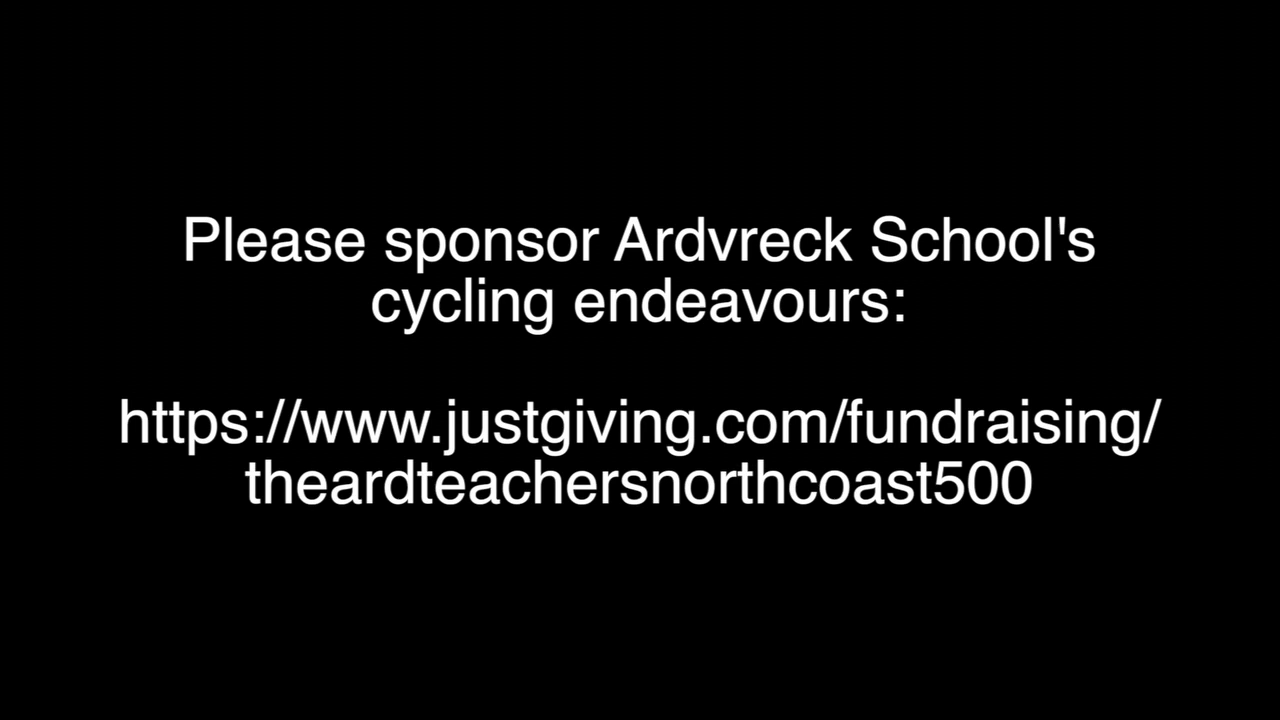 Please sponsor Ardvreck School's
cycling endeavours:
https://www.justgiving.com/fundraising/
theardteachersnorthcoast500